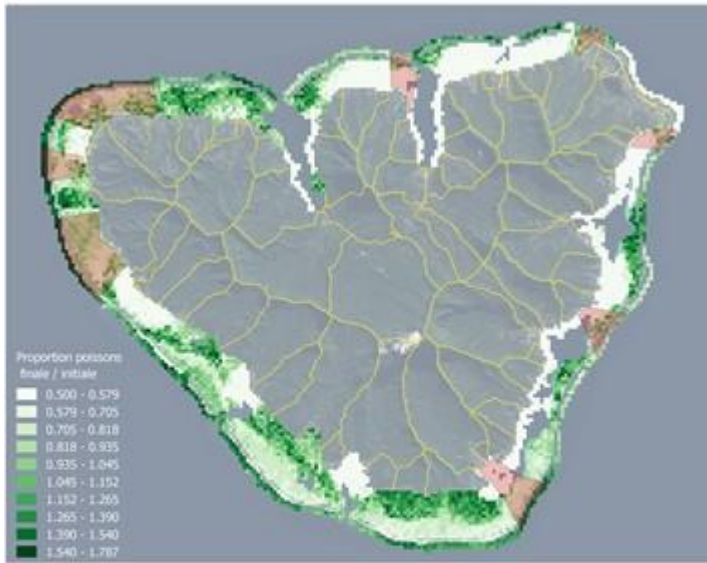 Proportion poissons
finale / initiale
0.500 - 0.579
0.579 - 0.705
0.705 - 0.818
0.818 - 0.935
0.935 - 1.045
1.045 - 1.152
1.152 - 1.265
1.265 - 1.390
1.390 - 1.540
1.540 - 1.787